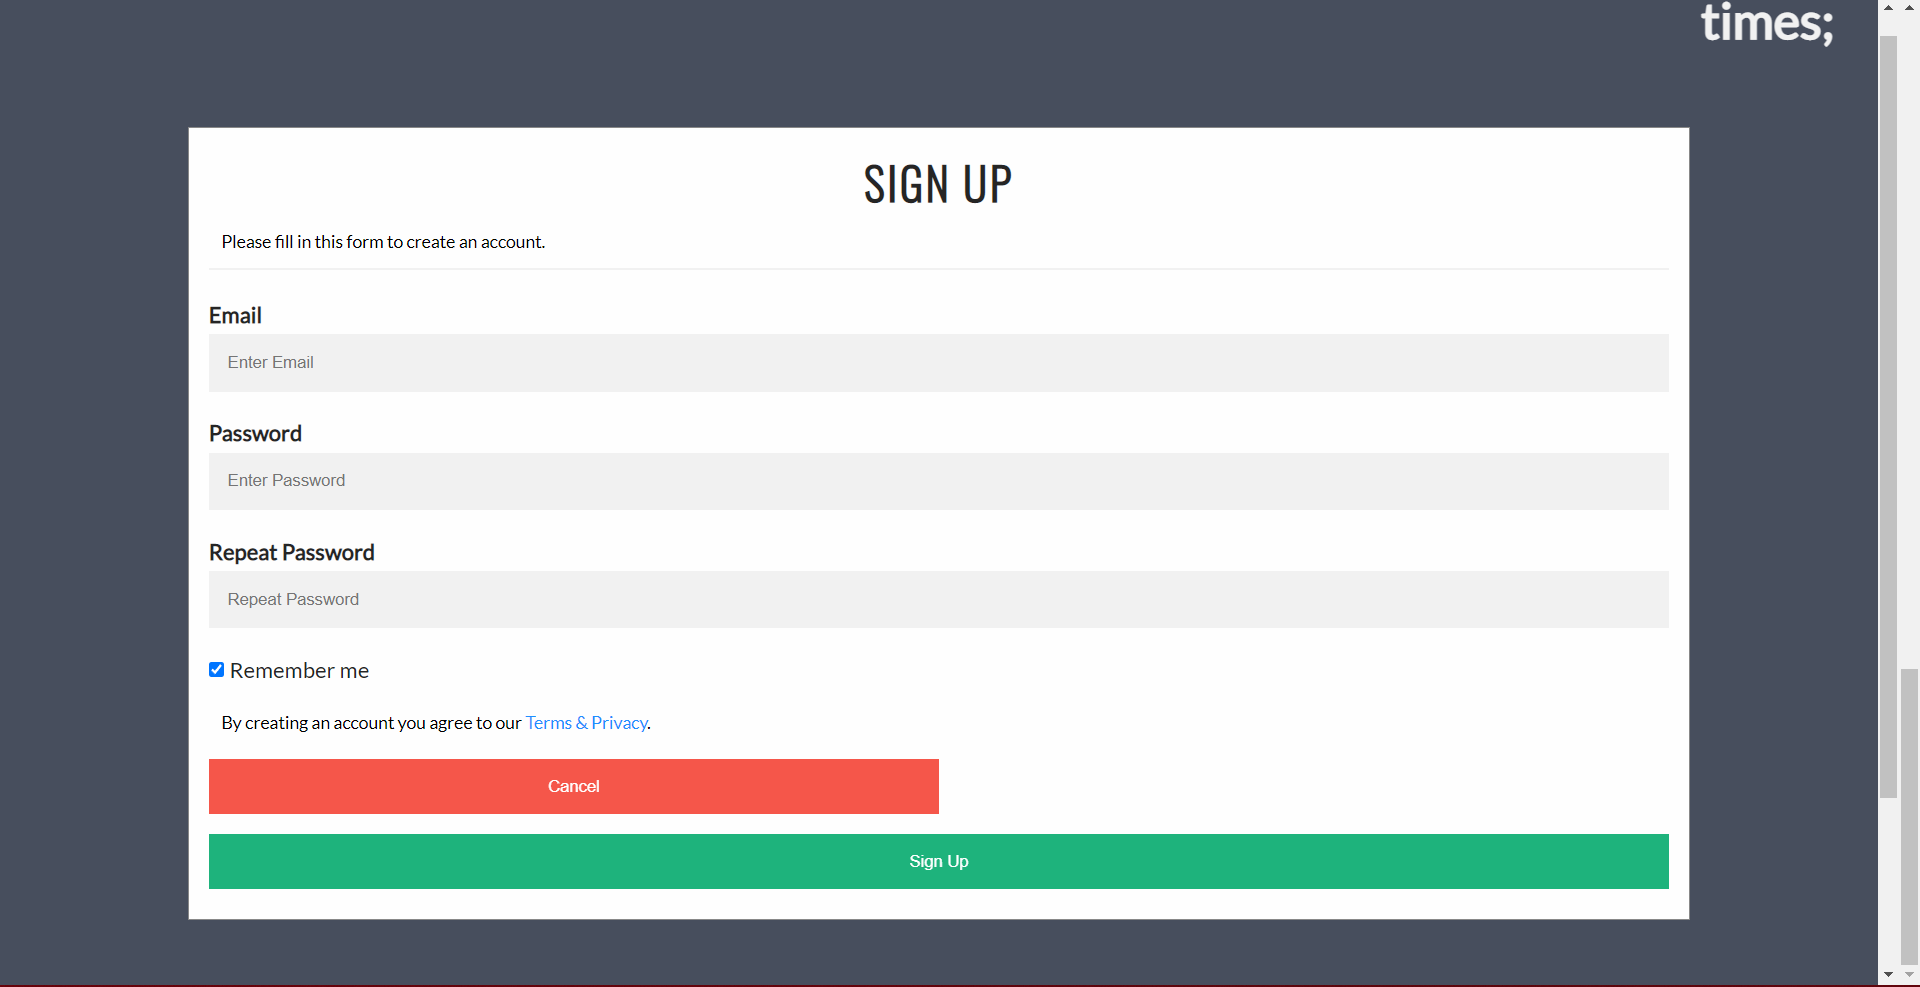 times;
SIGN UP
Please fill in this form to create an account.
Email
Enter Email
Password
Enter Password
Repeat Password
Repeat Password
Remember me
By creating an account you agree to our Terms & Privacy.
Cancel
Sign Up